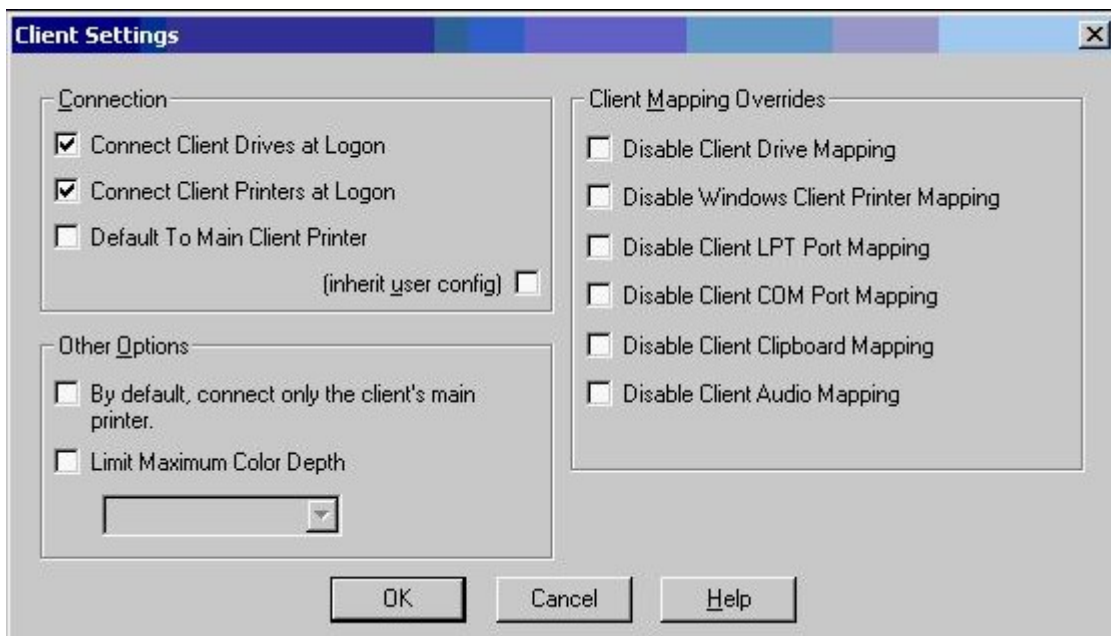 Client Settings
Connection
Connect Client Drives at Logon
Connect Client Printers at Logon
Default To Main Client Printer
(inherit user config)
Other Options
By default, connect only the client's main
printer.
Limit Maximum Color Depth
Client Mapping Overrides
Disable Client Drive Mapping
Disable Windows Client Printer Mapping
Disable Client LPT Port Mapping
Disable Client COM Port Mapping
Disable Client Clipboard Mapping
Disable Client Audio Mapping
OK Cancel Help